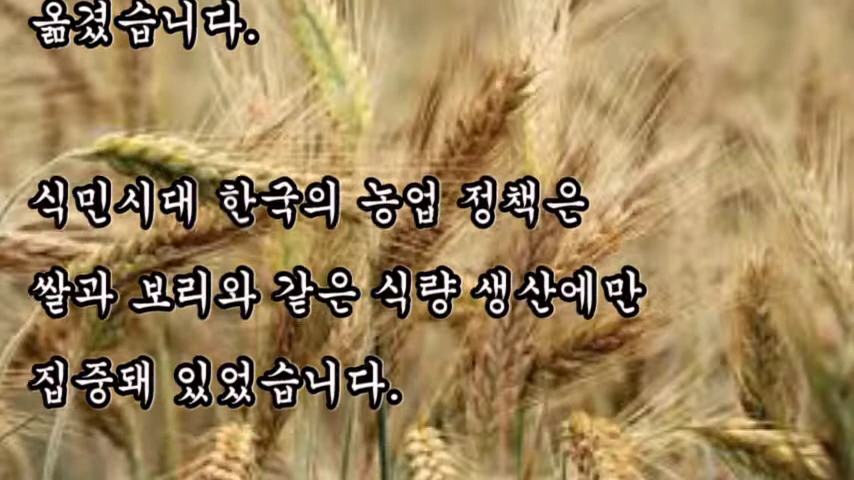 옮겼습니다.
식민시대 한국의 농업 정책은
쌀과 보리와 같은 식량 생산에만
집중돼 있었습니다.